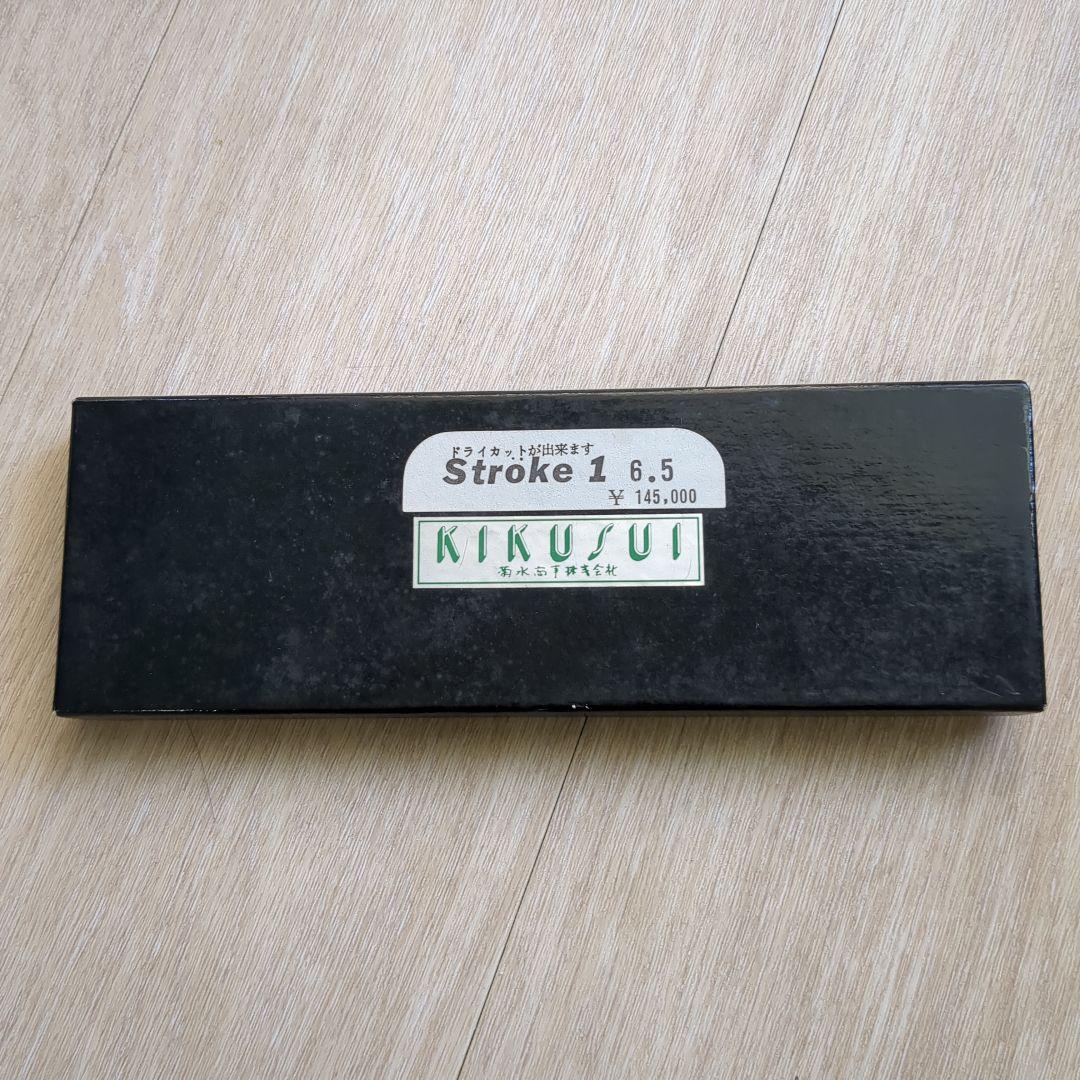 ドライカットが出来ます
Stroke 1 6.5
¥ 145,000
KIKUSUI
菊水商事株式会社